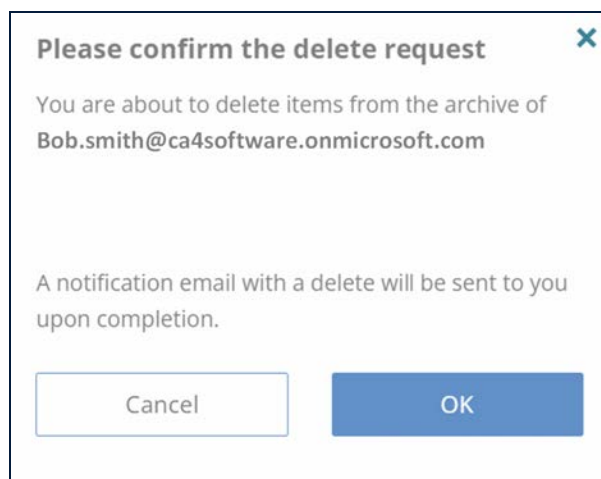 Please confirm the delete request
You are about to delete items from the archive of
Bob.smith@ca4software.onmicrosoft.com
A notification email with a delete will be sent to you
upon completion.
Cancel
OK